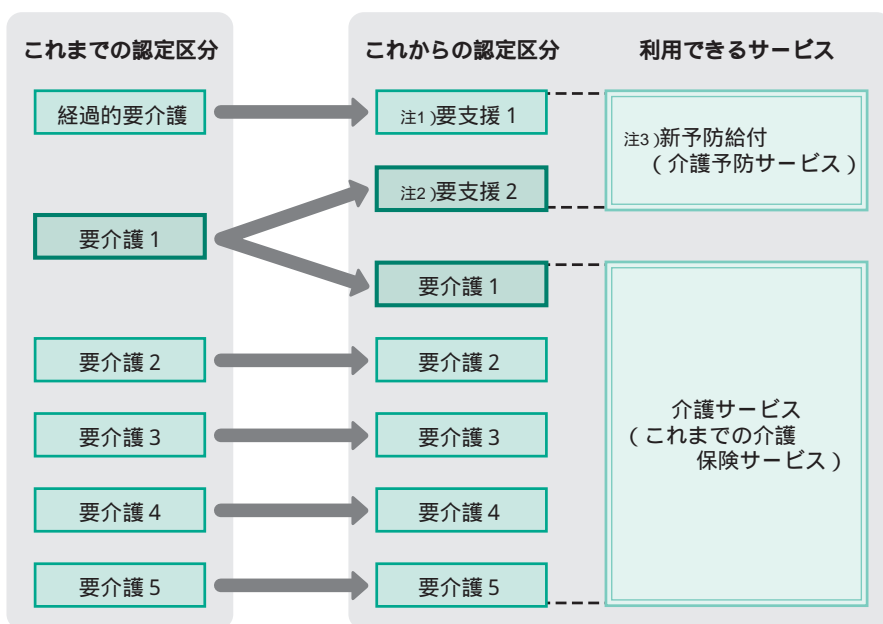 これまでの認定区分
経過的要介護
要介護1
要介護2
要介護3
要介護4
要介護5
これからの認定区分
注1)要支援1
注2)要支援2
要介護1
要介護2
要介護3
要介護4
要介護5
利用できるサービス
注3)新予防給付
(介護予防サービス)
介護サービス
(これまでの介護
保険サービス)